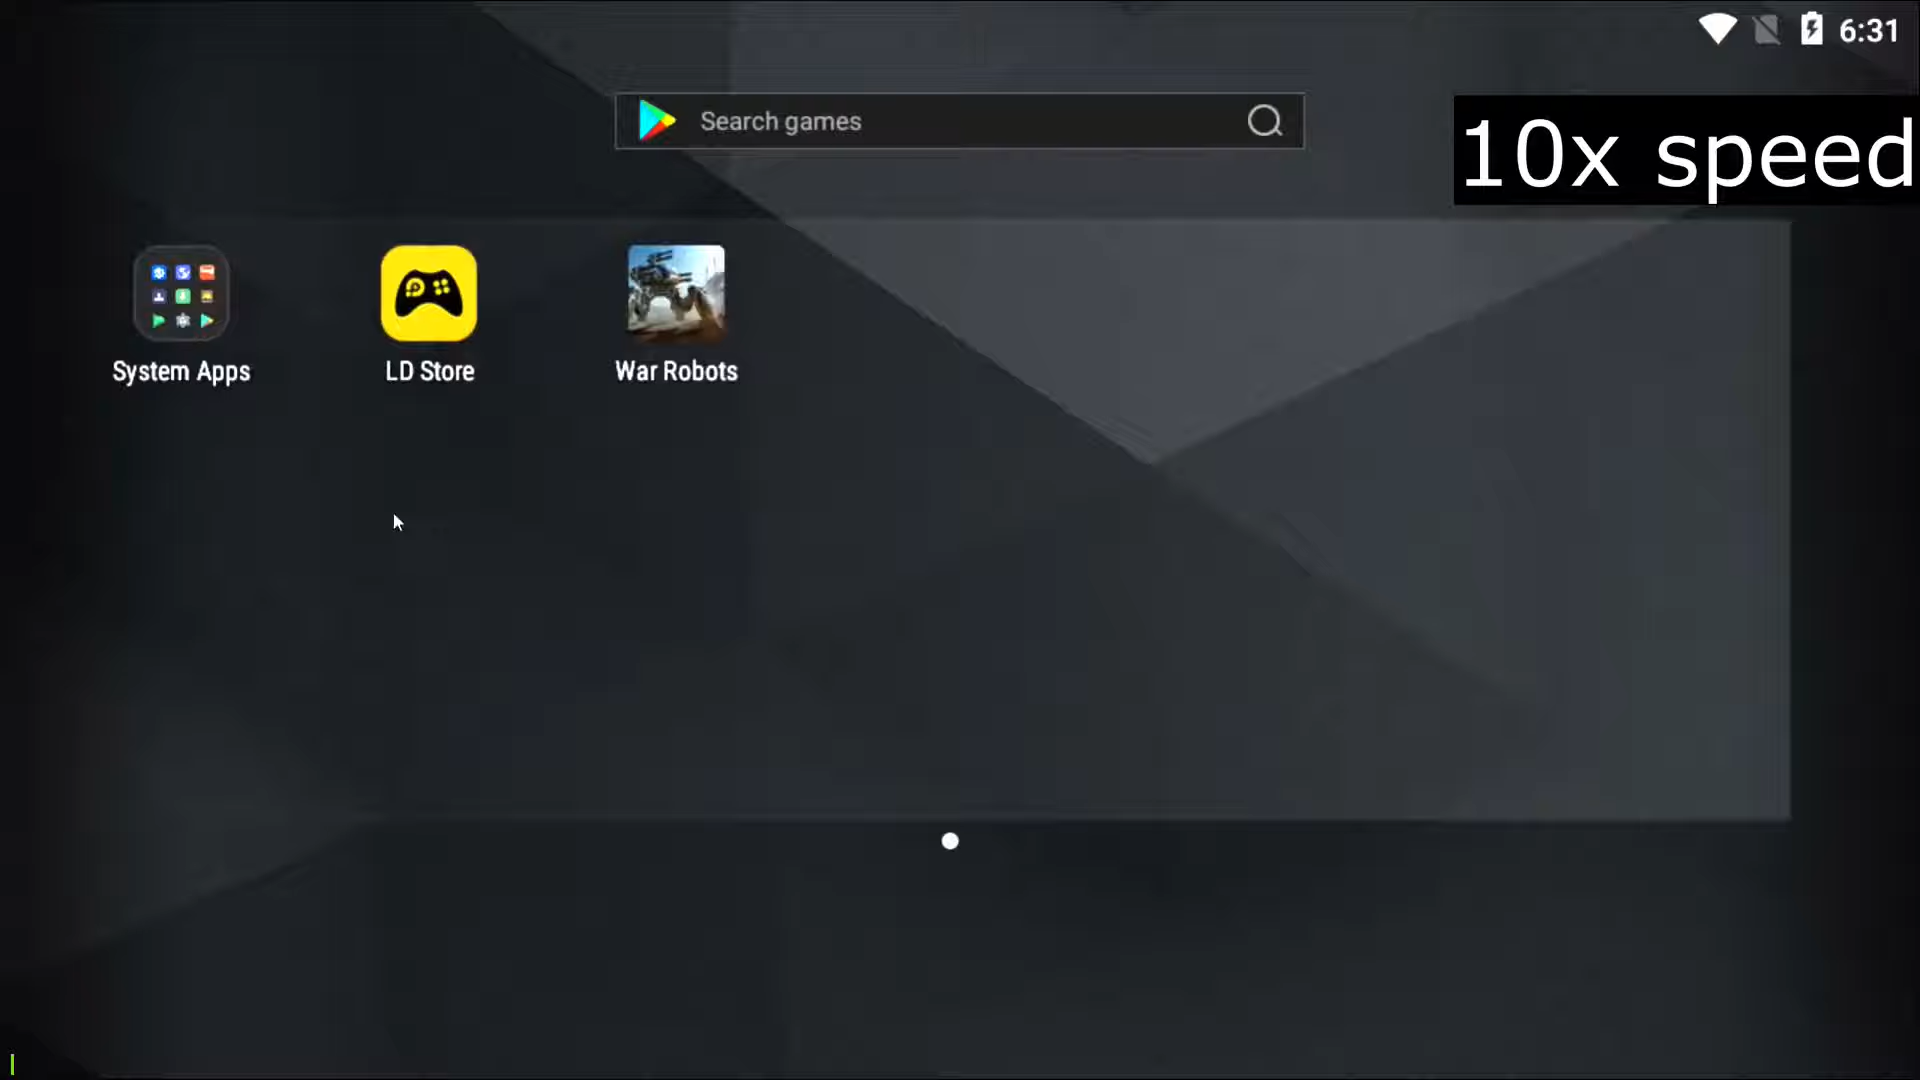 6:31
Search games
10x speed
System Apps
LD Store
War Robots